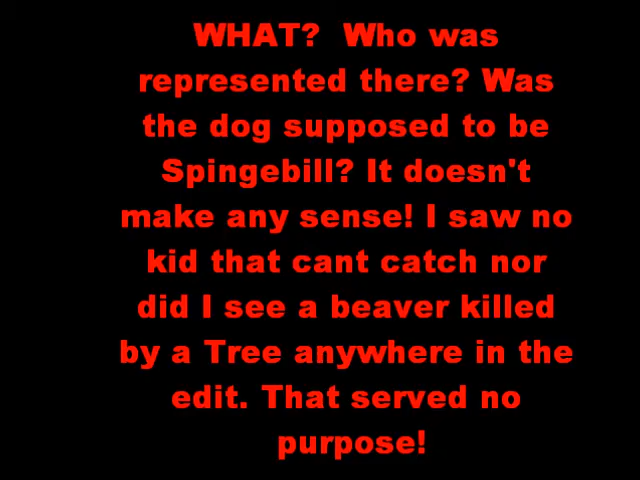 WHAT?  Who was
represented there? Was
the dog supposed to be
Spingebill? It doesn't
make any sense! I saw no
kid that cant catch nor
did I see a beaver killed
by a Tree anywhere in the
edit. That served no
purpose!